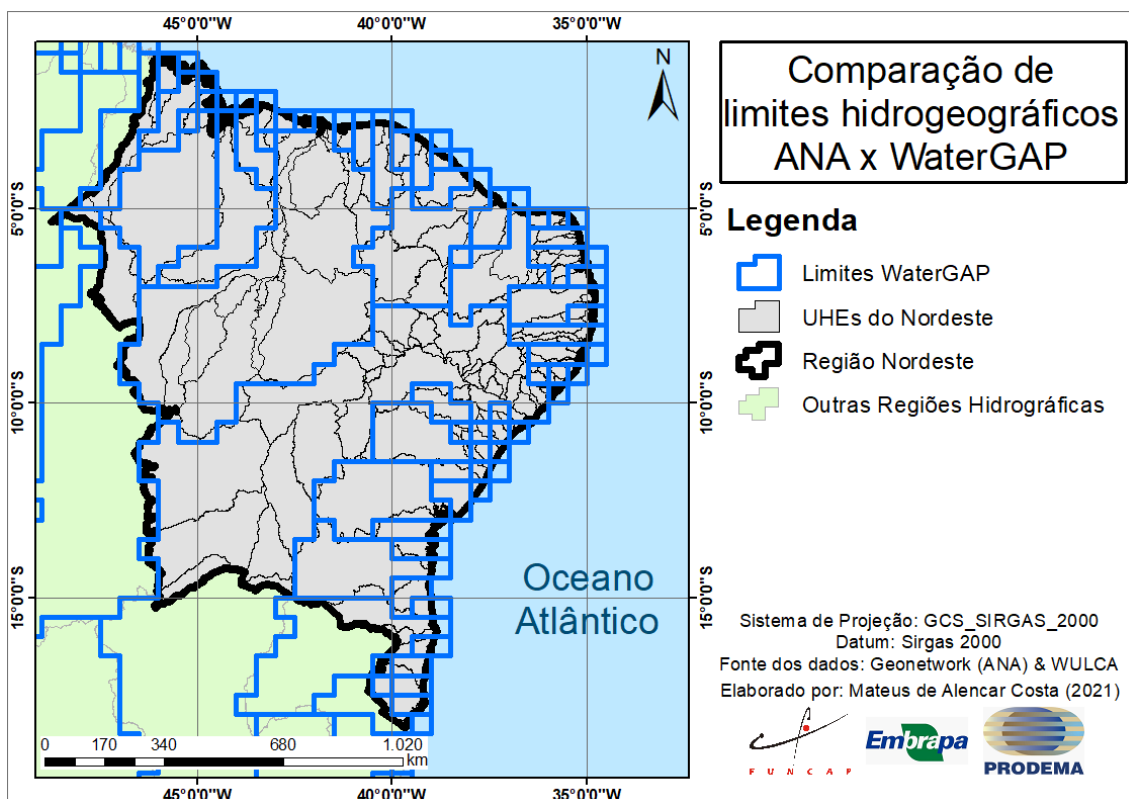 45°0'0"W
40°0'0"W
35°0'0"W
N
5°0'0"S
10°0'0"S
15°0'0"S
5°0'0"S
10°0'0"S
15°0'0"S
Oceano
Atlântico
0 170 340 680 1.020
km
45°0'0"W
40°0'0"W
35°0'0"W
Comparação de
limites hidrogeográficos
ANA x WaterGAP
Legenda
Limites WaterGAP
UHEs do Nordeste
Região Nordeste
Outras Regiões Hidrográficas
Sistema de Projeção: GCS_SIRGAS_2000
Datum: Sirgas 2000
Fonte dos dados: Geonetwork (ANA) & WULCA
Elaborado por: Mateus de Alencar Costa (2021)
FUNCAP
Embrapa
PRODEMA